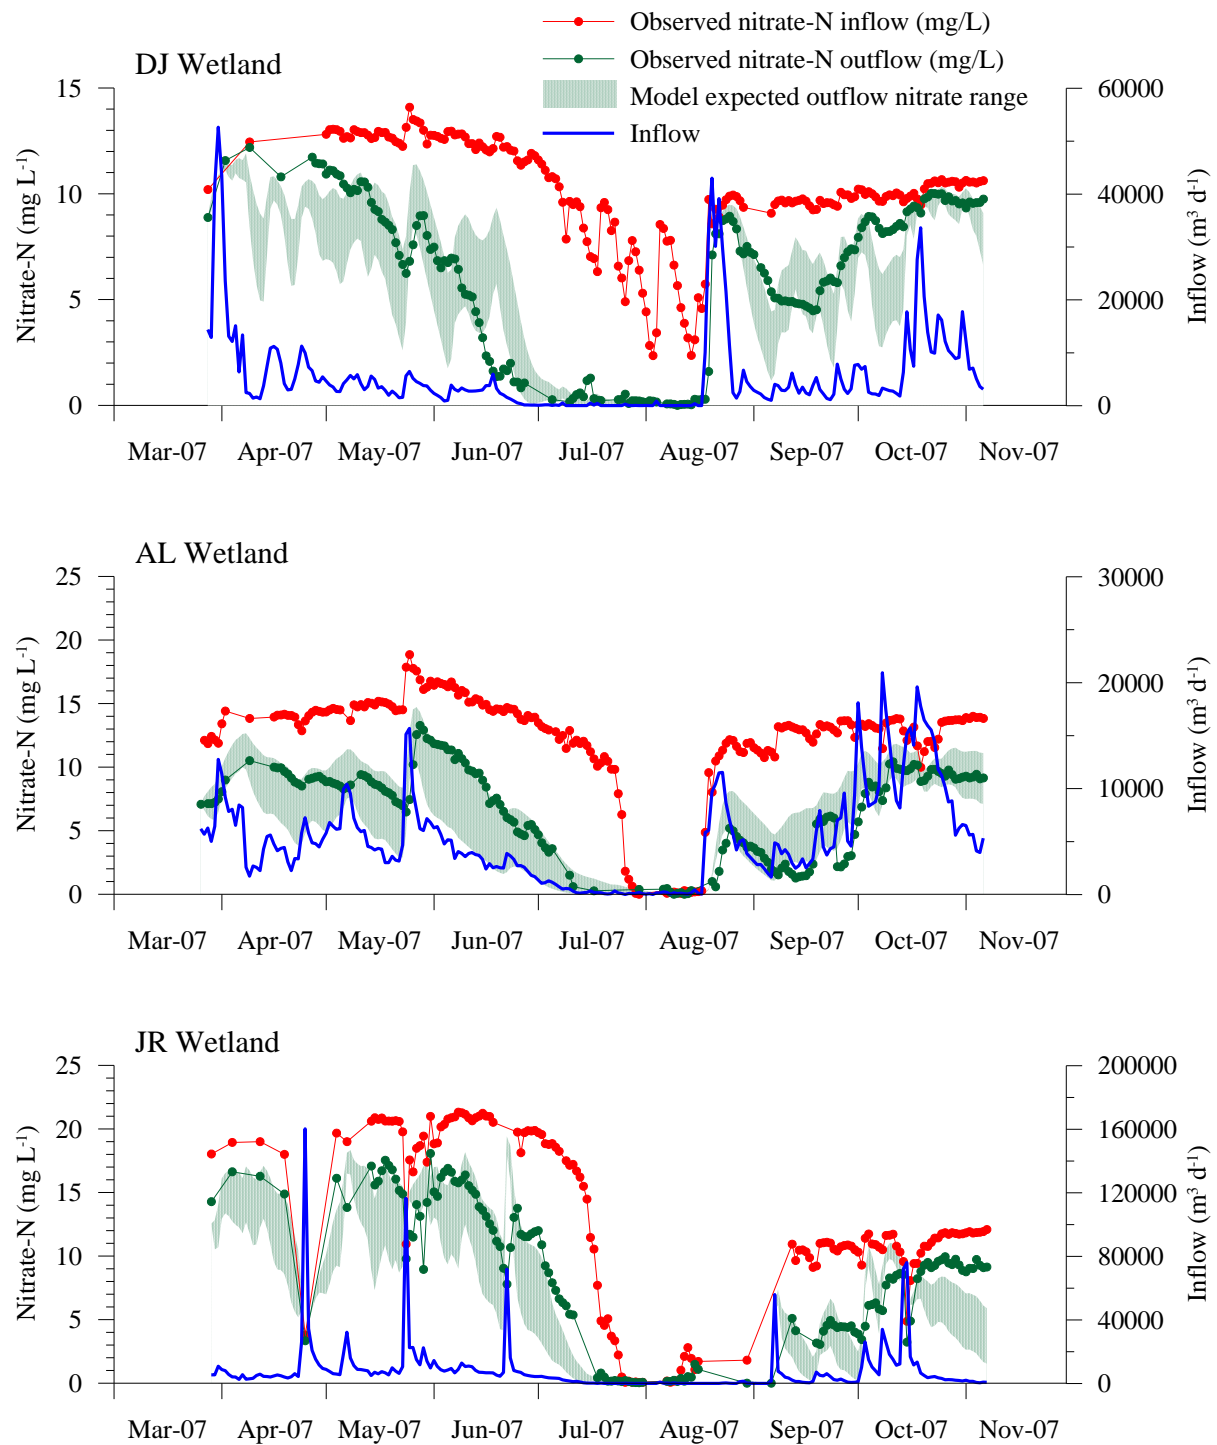 Observed nitrate-N inflow (mg/L)
Observed nitrate-N outflow (mg/L)
Model expected outflow nitrate range
Inflow
DJ Wetland
15
10
5
0
Nitrate-N (mg L-1)
60000
40000
20000
0
Inflow (m3 d-1)
Mar-07 Apr-07 May-07 Jun-07 Jul-07 Aug-07 Sep-07 Oct-07 Nov-07
AL Wetland
25
20
15
10
5
0
Nitrate-N (mg L-1)
30000
20000
10000
0
Inflow (m3 d-1)
Mar-07 Apr-07 May-07 Jun-07 Jul-07 Aug-07 Sep-07 Oct-07 Nov-07
JR Wetland
25
20
15
10
5
0
Nitrate-N (mg L-1)
200000
160000
120000
80000
40000
0
Inflow (m3 d-1)
Mar-07 Apr-07 May-07 Jun-07 Jul-07 Aug-07 Sep-07 Oct-07 Nov-07